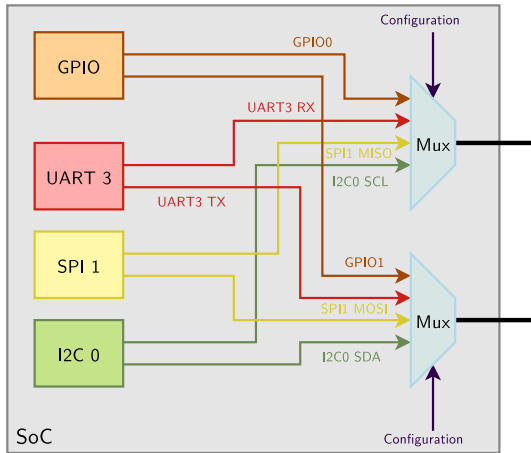 Configuration
GPIO
GPIO0
UART3 RX
Mux
SPI1 MISO
UART 3
I2C0 SCL
UART3 TX
SPI 1
GPIO1
SPI1 MOSI
Mux
I2C 0
I2C0 SDA
SoC
Configuration